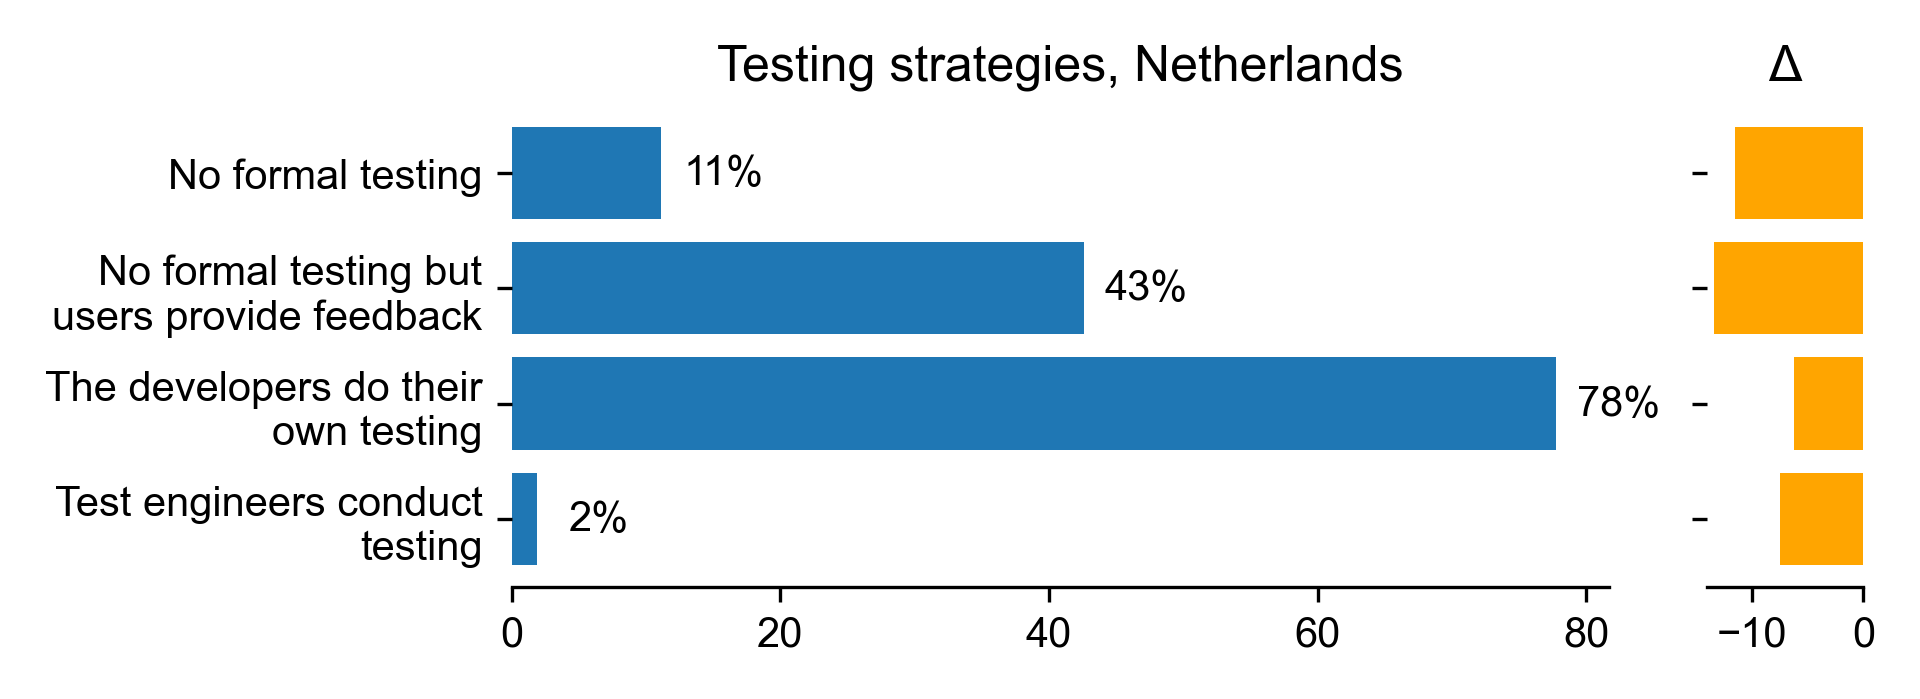 Testing strategies, Netherlands
Δ
No formal testing
11%
No formal testing but
users provide feedback
43%
The developers do their
own testing
78%
Test engineers conduct
testing
2%
0 20 40 60 80
−10 0